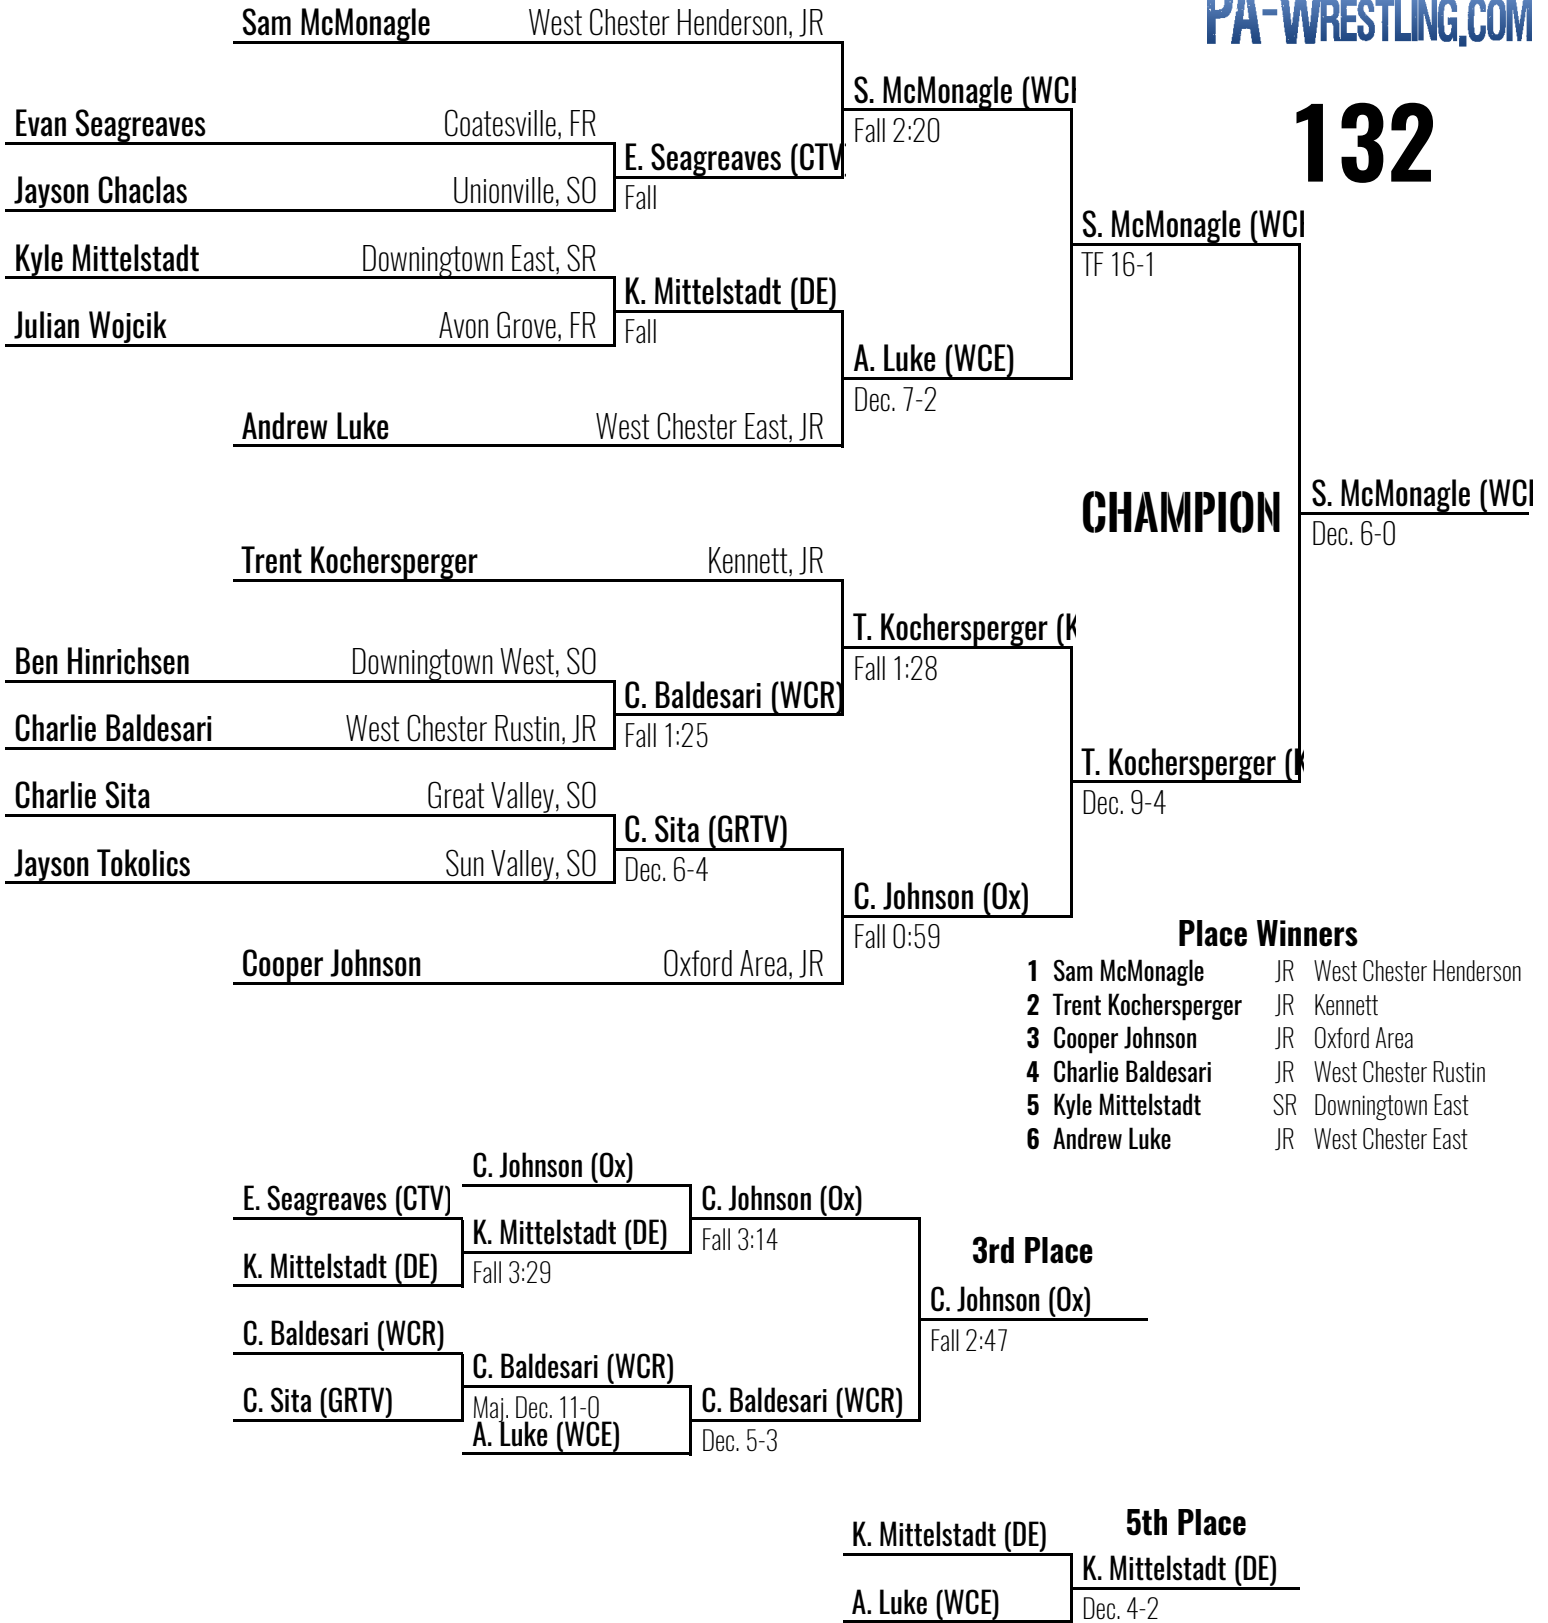 PA-WRESTLING.COM
132
Sam McMonagle West Chester Henderson, JR
S. McMonagle (WCH
Fall 2:20
Evan Seagreaves Coatesville, FR
E. Seagreaves (CTV)
Fall
Jayson Chaclas Unionville, SO
S. McMonagle (WCH
TF 16-1
Kyle Mittelstadt Downingtown East, SR
K. Mittelstadt (DE)
Fall
Julian Wojcik Avon Grove, FR
A. Luke (WCE)
Dec. 7-2
Andrew Luke West Chester East, JR
CHAMPION
S. McMonagle (WCH
Dec. 6-0
Trent Kochersperger Kennett, JR
T. Kochersperger (K
Fall 1:28
Ben Hinrichsen Downingtown West, SO
C. Baldesari (WCR)
Fall 1:25
Charlie Baldesari West Chester Rustin, JR
T. Kochersperger (K
Dec. 9-4
Charlie Sita Great Valley, SO
C. Sita (GRTV)
Dec. 6-4
Jayson Tokolics Sun Valley, SO
C. Johnson (Ox)
Fall 0:59
Cooper Johnson Oxford Area, JR
Place Winners
1 Sam McMonagle JR West Chester Henderson
2 Trent Kochersperger JR Kennett
3 Cooper Johnson JR Oxford Area
4 Charlie Baldesari JR West Chester Rustin
5 Kyle Mittelstadt SR Downingtown East
6 Andrew Luke JR West Chester East
C. Johnson (Ox)
E. Seagreaves (CTV)
C. Johnson (Ox)
Fall 3:14
K. Mittelstadt (DE)
Fall 3:29
K. Mittelstadt (DE)
3rd Place
C. Johnson (Ox)
Fall 2:47
C. Baldesari (WCR)
C. Baldesari (WCR)
Maj. Dec. 11-0
C. Sita (GRTV)
C. Baldesari (WCR)
Dec. 5-3
A. Luke (WCE)
5th Place
K. Mittelstadt (DE)
K. Mittelstadt (DE)
Dec. 4-2
A. Luke (WCE)